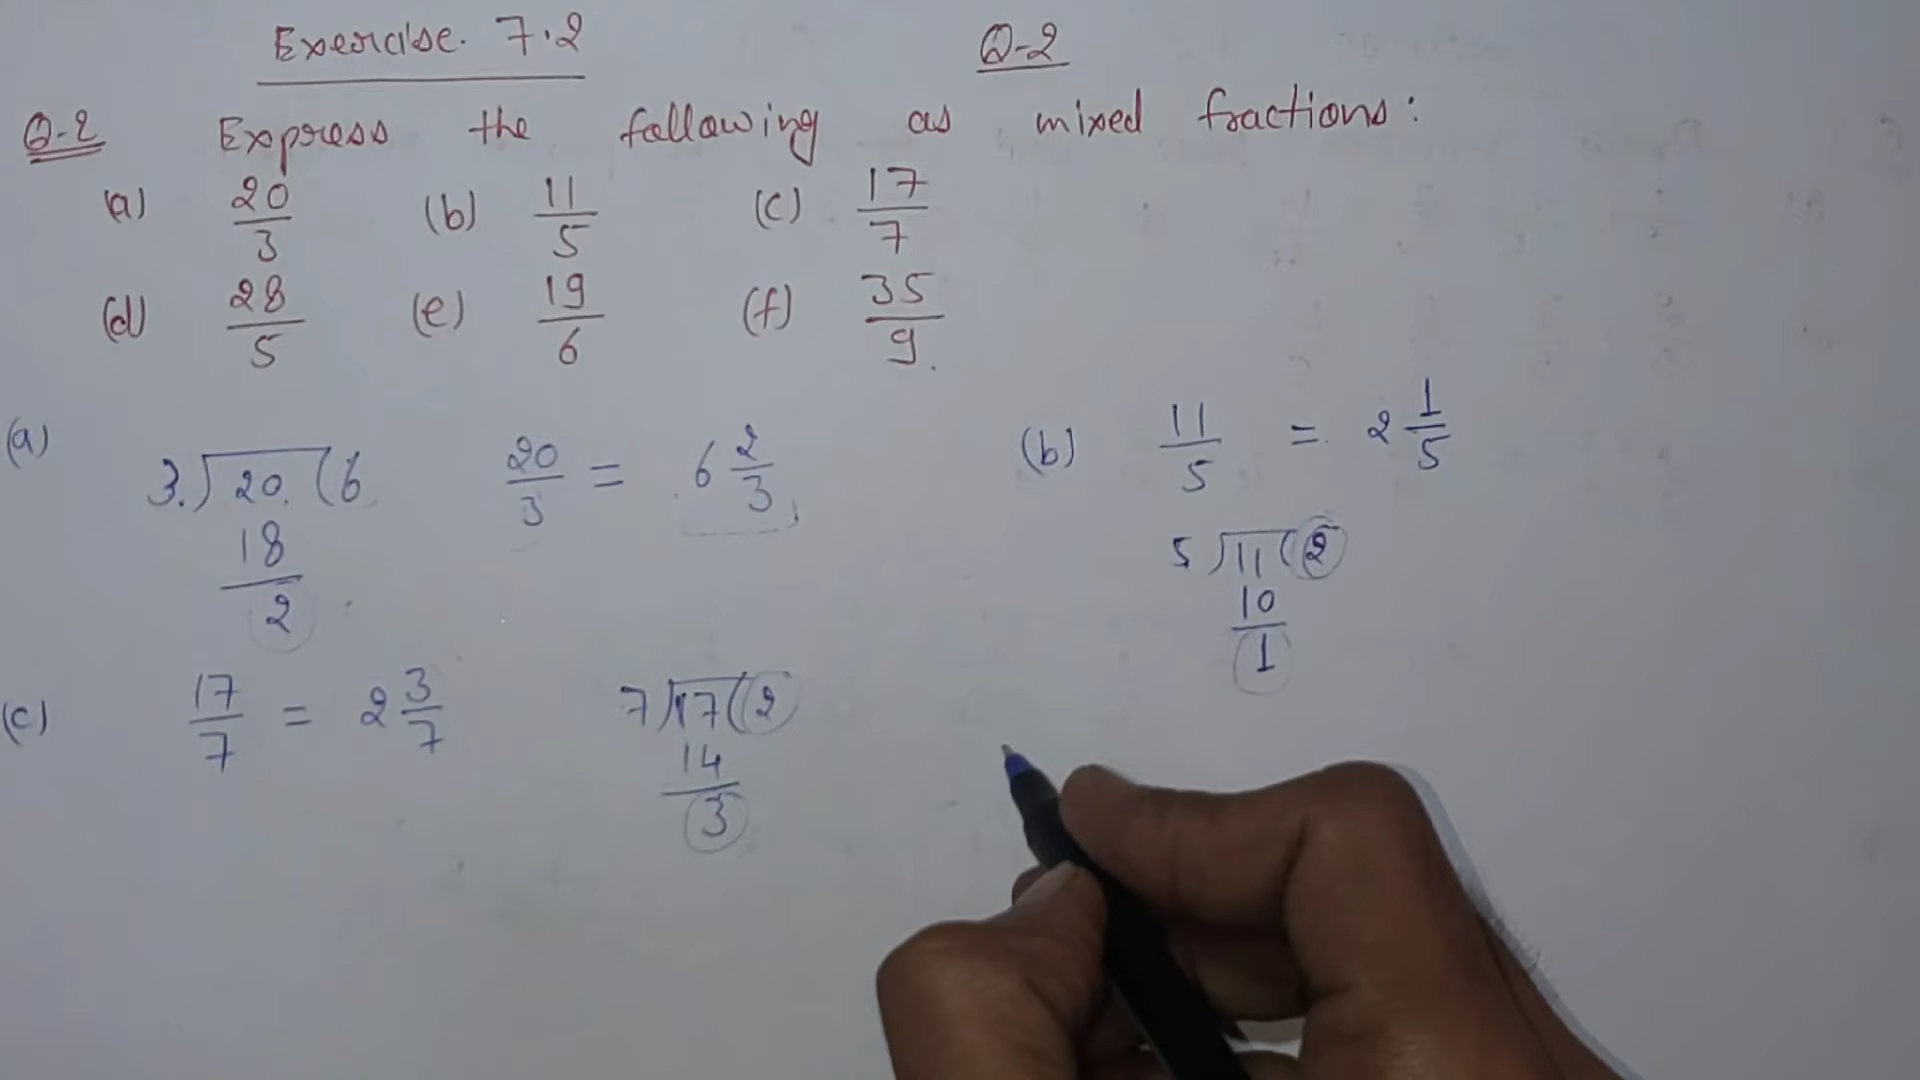 Exercise. 7.2 Q-2
Q-2 Express the following as mixed fractions:
(a) 20/3 (b) 11/5 (c) 17/7
(d) 28/5 (e) 19/6 (f) 35/9.
(a) 3.)20.(6 20/3 = 6 2/3
18
2
(b) 11/5 = 2 1/5
5)11(2
10
1
(c) 17/7 = 2 3/7 7)17(2
14
3